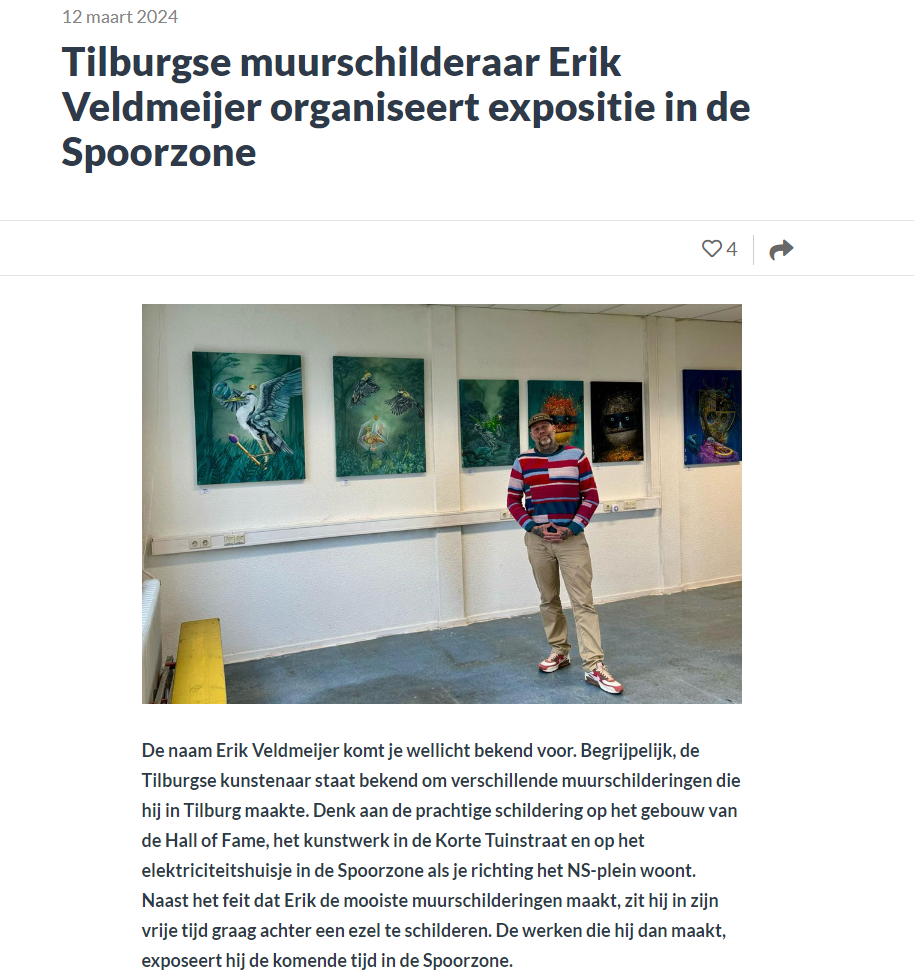 12 maart 2024
Tilburgse muurschilderaar Erik
Veldmeijer organiseert expositie in de
Spoorzone
4
De naam Erik Veldmeijer komt je wellicht bekend voor. Begrijpelijk, de
Tilburgse kunstenaar staat bekend om verschillende muurschilderingen die
hij in Tilburg maakte. Denk aan de prachtige schildering op het gebouw van
de Hall of Fame, het kunstwerk in de Korte Tuinstraat en op het
elektriciteitshuisje in de Spoorzone als je richting het NS-plein woont.
Naast het feit dat Erik de mooiste muurschilderingen maakt, zit hij in zijn
vrije tijd graag achter een ezel te schilderen. De werken die hij dan maakt,
exposeert hij de komende tijd in de Spoorzone.